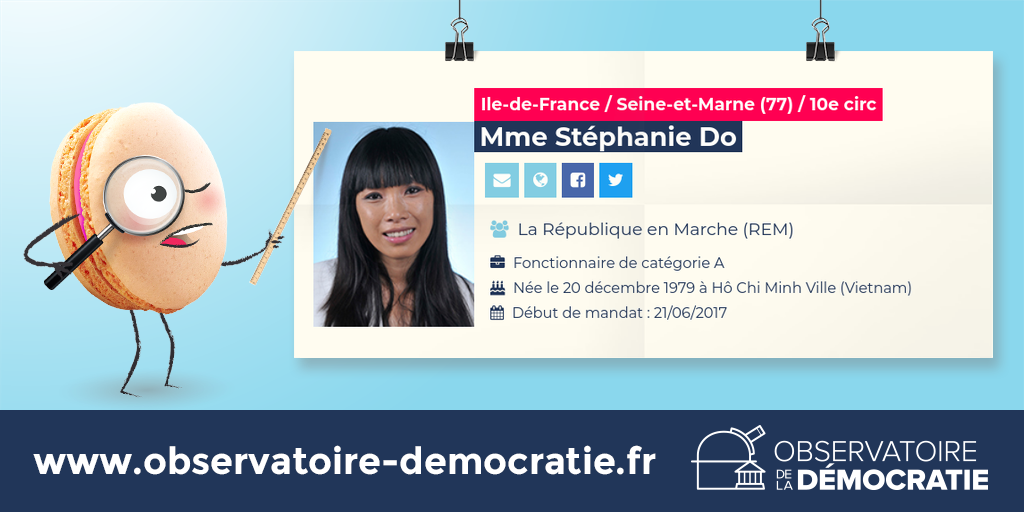 Ile-de-France / Seine-et-Marne (77) / 10e circ
Mme Stéphanie Do
La République en Marche (REM)
Fonctionnaire de catégorie A
Née le 20 décembre 1979 à Hô Chi Minh Ville (Vietnam)
Début de mandat : 21/06/2017
www.observatoire-democratie.fr
OBSERVATOIRE
DE LA DÉMOCRATIE